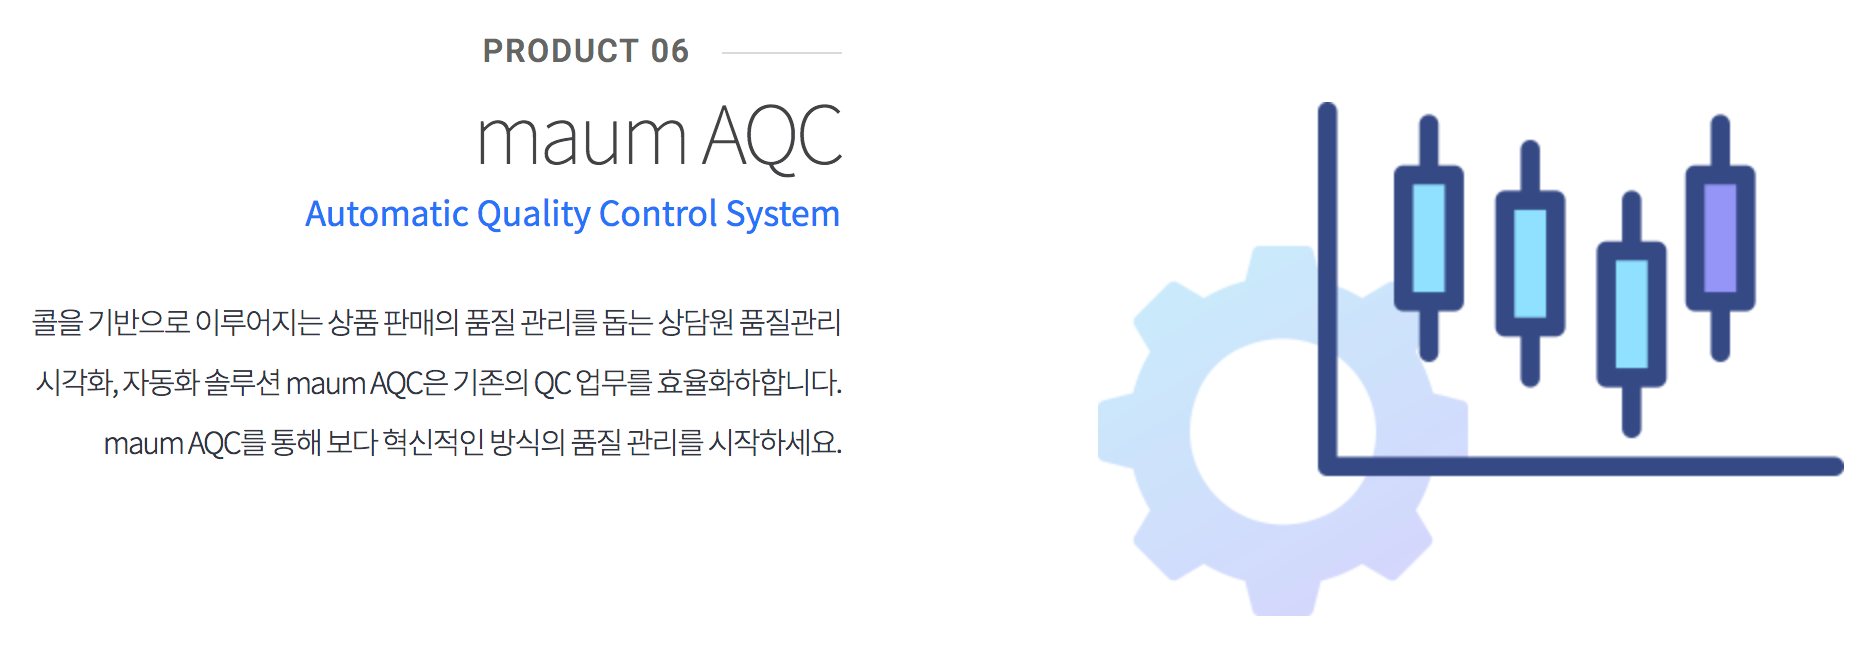 PRODUCT 06
maum AQC
Automatic Quality Control System
콜을 기반으로 이루어지는 상품 판매의 품질 관리를 돕는 상담원 품질관리
시각화, 자동화 솔루션 maum AQC은 기존의 QC 업무를 효율화하합니다.
maum AQC를 통해 보다 혁신적인 방식의 품질 관리를 시작하세요.